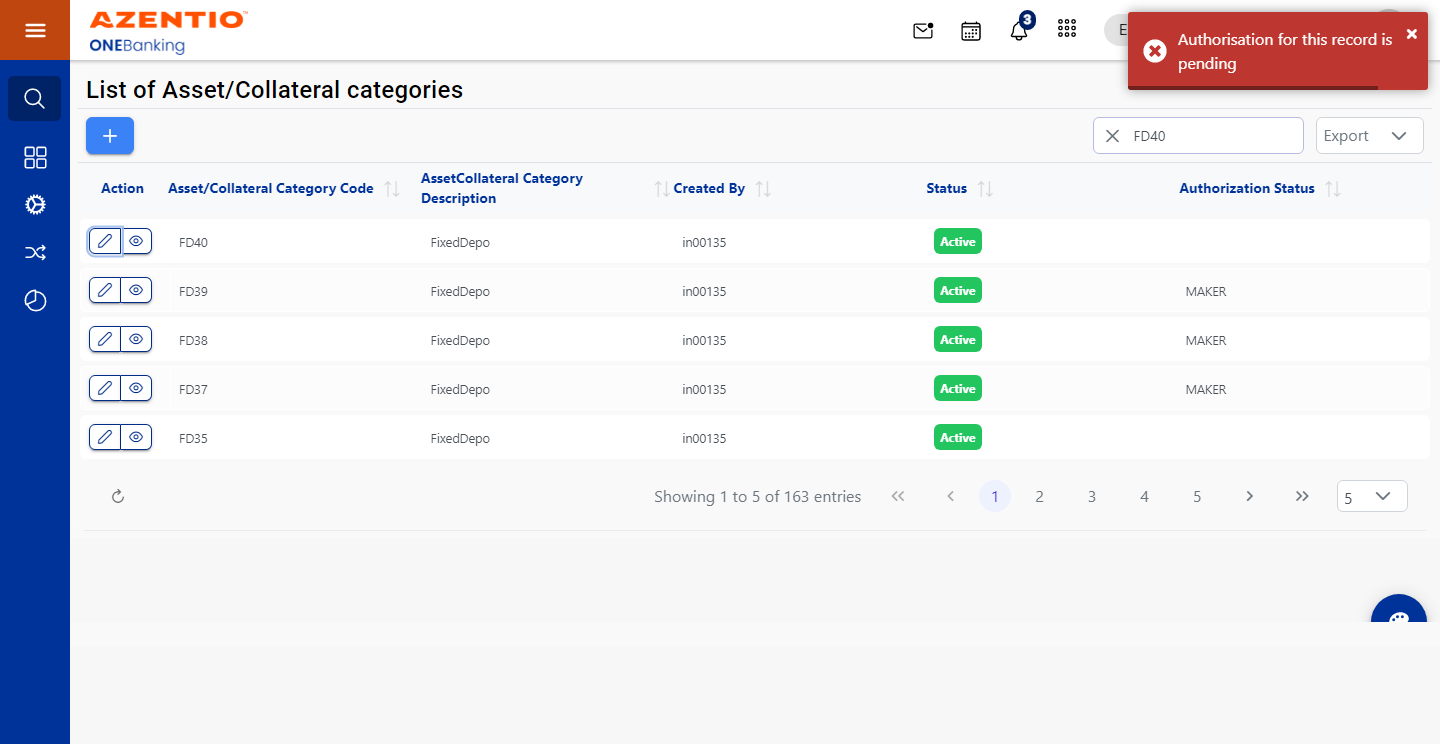 AZENTIO™
ONEBanking
3
E
Authorisation for this record is
pending
List of Asset/Collateral categories
FD40
Export
Action
Asset/Collateral Category Code
AssetCollateral Category
Description
Created By
Status
Authorization Status
FD40 FixedDepo in00135 Active
FD39 FixedDepo in00135 Active MAKER
FD38 FixedDepo in00135 Active MAKER
FD37 FixedDepo in00135 Active MAKER
FD35 FixedDepo in00135 Active
Showing 1 to 5 of 163 entries
1 2 3 4 5
5